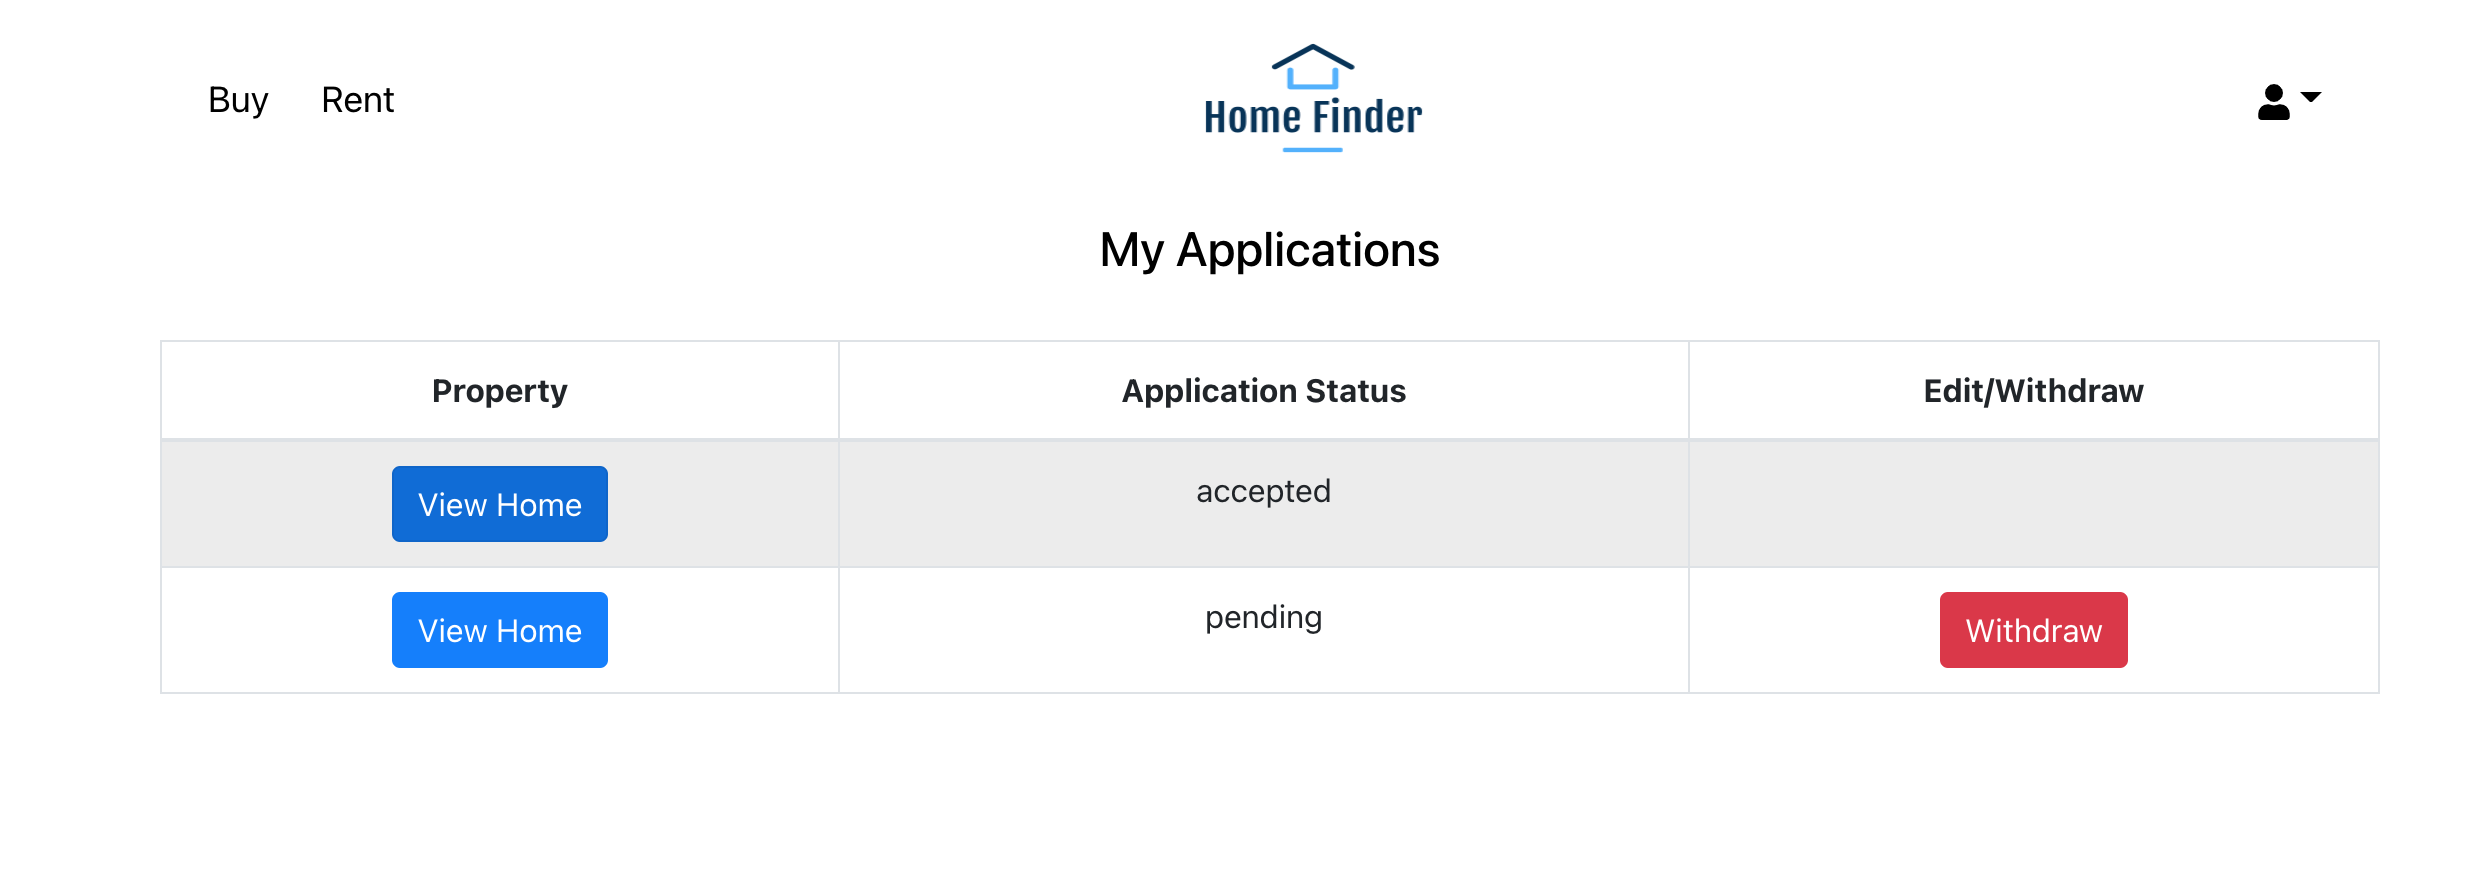 Buy Rent
Home Finder
My Applications
Property Application Status Edit/Withdraw
View Home accepted
View Home pending Withdraw